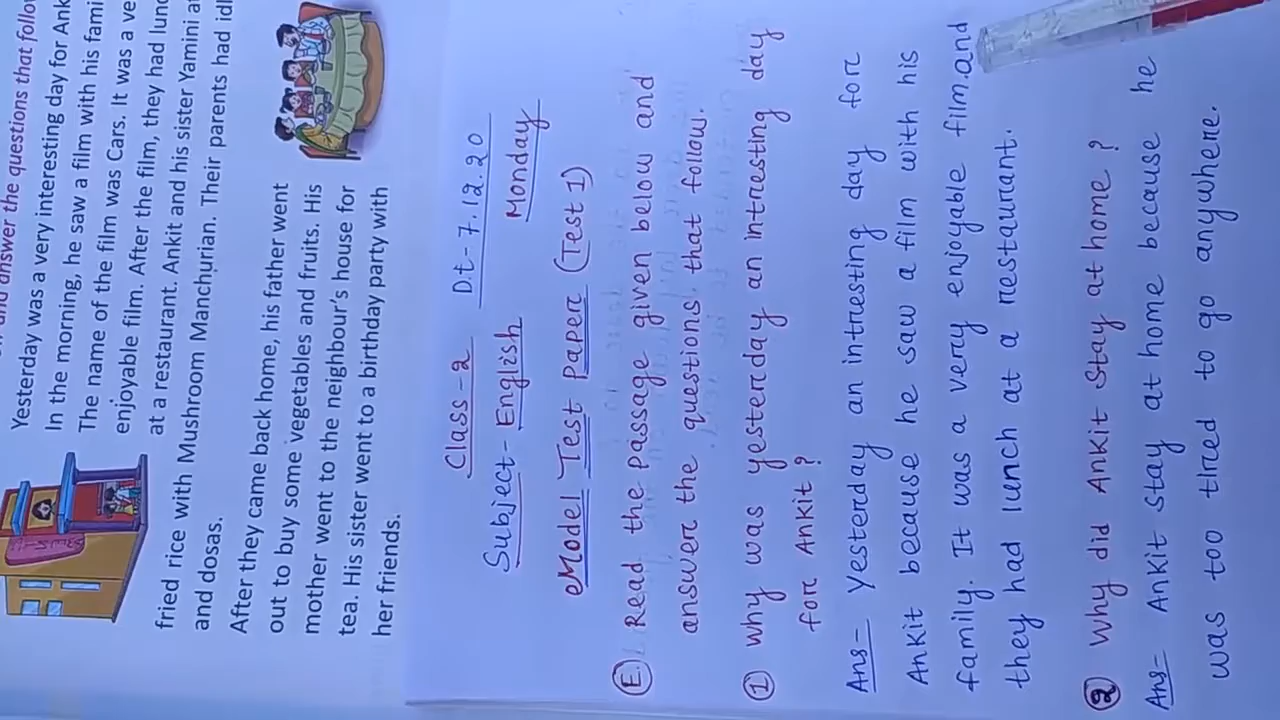 and answer the questions that follow
Yesterday was a very interesting day for Ank
In the morning, he saw a film with his fami
The name of the film was Cars. It was a ve
enjoyable film. After the film, they had lunc
at a restaurant. Ankit and his sister Yamini a
fried rice with Mushroom Manchurian. Their parents had idl
and dosas.
After they came back home, his father went
out to buy some vegetables and fruits. His
mother went to the neighbour's house for
tea. His sister went to a birthday party with
her friends.
Class-2 Dt-7.12.20
Subject-English Monday
Model Test paper (Test 1)
E. Read the passage given below and
answer the questions that follow.
1 why was yesterday an intresting day
for Ankit?
Ans= Yesterday an intresting day for
Ankit because he saw a film with his
family. It was a very enjoyable film.and
they had lunch at a restaurant.
2 Why did Ankit stay at home?
Ans= Ankit stay at home because he
was too tired to go anywhere.